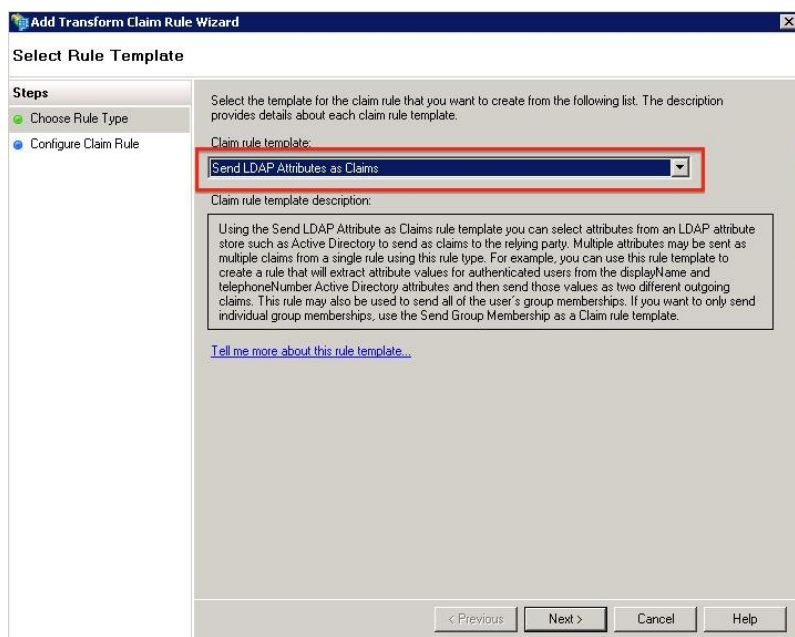 Add Transform Claim Rule Wizard
Select Rule Template
Steps
Choose Rule Type
Configure Claim Rule
Select the template for the claim rule that you want to create from the following list. The description
provides details about each claim rule template.
Claim rule template:
Send LDAP Attributes as Claims
Claim rule template description:
Using the Send LDAP Attribute as Claims rule template you can select attributes from an LDAP attribute
store such as Active Directory to send as claims to the relying party. Multiple attributes may be sent as
multiple claims from a single rule using this rule type. For example, you can use this rule template to
create a rule that will extract attribute values for authenticated users from the displayName and
telephoneNumber Active Directory attributes and then send those values as two different outgoing
claims. This rule may also be used to send all of the user's group memberships. If you want to only send
individual group memberships, use the Send Group Membership as a Claim rule template.
Tell me more about this rule template...
< Previous
Next >
Cancel
Help